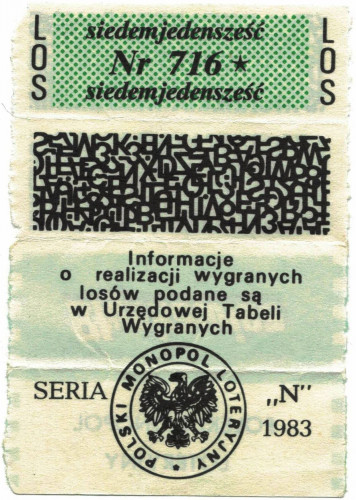 LOS
siedemjedensześć
Nr 716 ★
siedemjedensześć
LOS
Informacje
o realizacji wygranych
losów podane są
w Urzędowej Tabeli
Wygranych
POLSKI MONOPOL LOTERYJNY
SERIA „N"
1983